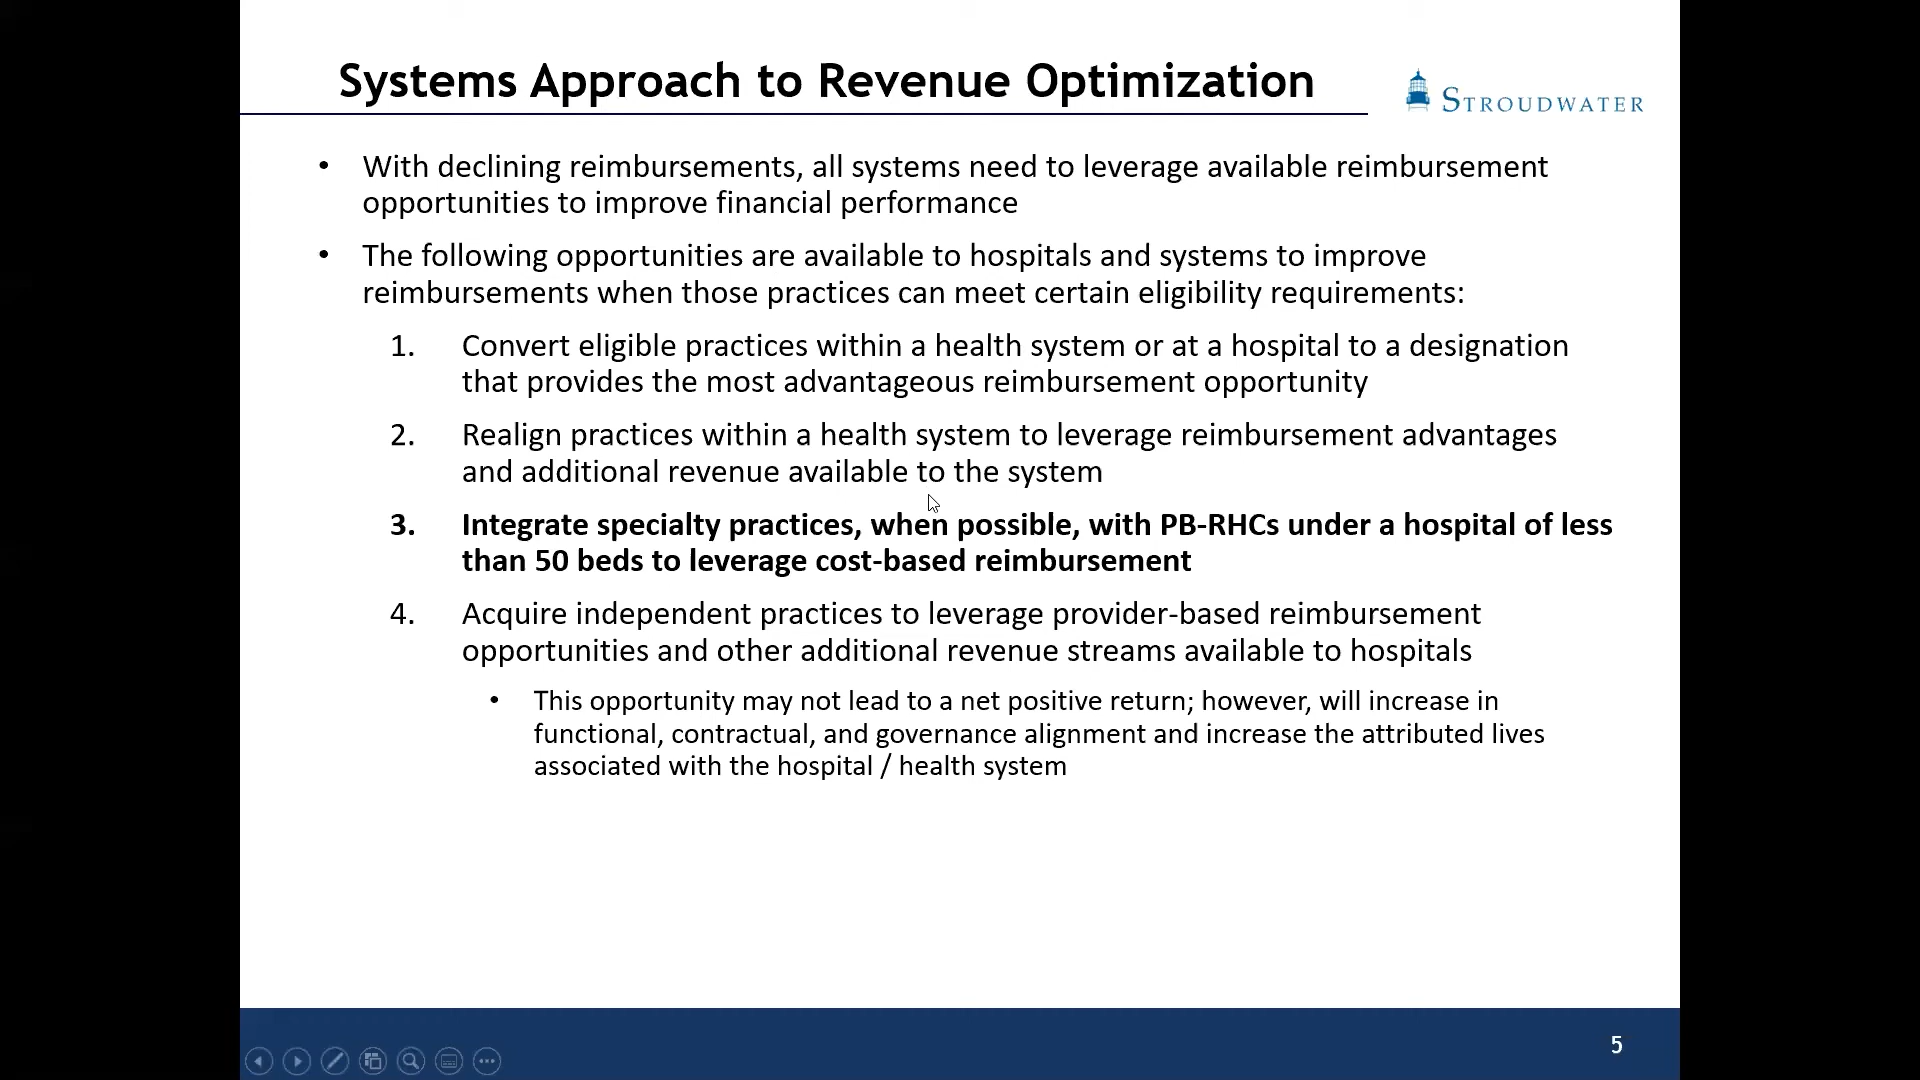 Systems Approach to Revenue Optimization
STROUDWATER
• With declining reimbursements, all systems need to leverage available reimbursement
opportunities to improve financial performance
• The following opportunities are available to hospitals and systems to improve
reimbursements when those practices can meet certain eligibility requirements:
1. Convert eligible practices within a health system or at a hospital to a designation
that provides the most advantageous reimbursement opportunity
2. Realign practices within a health system to leverage reimbursement advantages
and additional revenue available to the system
3. Integrate specialty practices, when possible, with PB-RHCs under a hospital of less
than 50 beds to leverage cost-based reimbursement
4. Acquire independent practices to leverage provider-based reimbursement
opportunities and other additional revenue streams available to hospitals
• This opportunity may not lead to a net positive return; however, will increase in
functional, contractual, and governance alignment and increase the attributed lives
associated with the hospital / health system
5